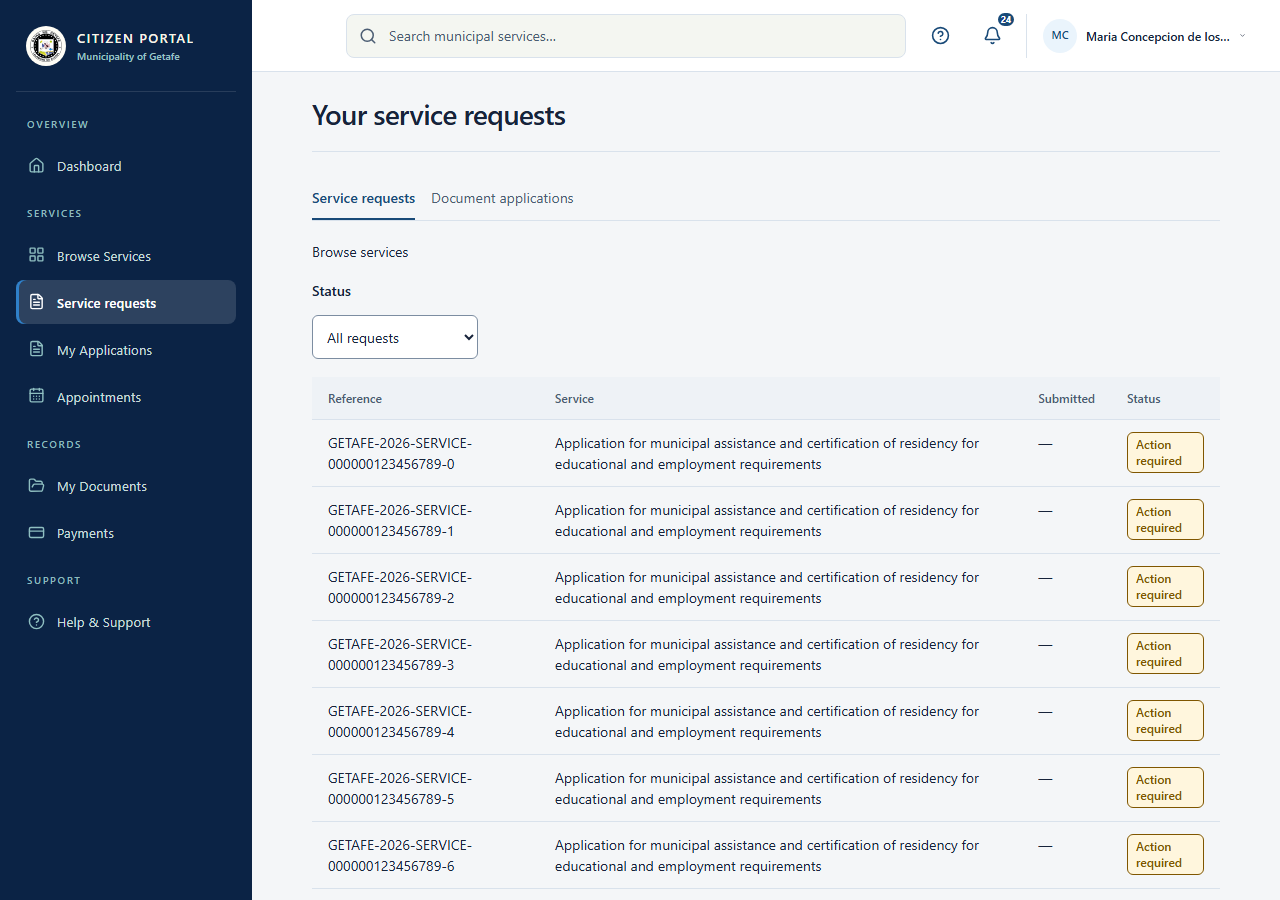 CITIZEN PORTAL
Municipality of Getafe
Search municipal services...
24
MC
Maria Concepcion de los...
OVERVIEW
Dashboard
SERVICES
Browse Services
Service requests
My Applications
Appointments
RECORDS
My Documents
Payments
SUPPORT
Help & Support
Your service requests
Service requests
Document applications
Browse services
Status
All requests
Reference Service Submitted Status
GETAFE-2026-SERVICE-
000000123456789-0
Application for municipal assistance and certification of residency for
educational and employment requirements
—
Action
required
GETAFE-2026-SERVICE-
000000123456789-1
Application for municipal assistance and certification of residency for
educational and employment requirements
—
Action
required
GETAFE-2026-SERVICE-
000000123456789-2
Application for municipal assistance and certification of residency for
educational and employment requirements
—
Action
required
GETAFE-2026-SERVICE-
000000123456789-3
Application for municipal assistance and certification of residency for
educational and employment requirements
—
Action
required
GETAFE-2026-SERVICE-
000000123456789-4
Application for municipal assistance and certification of residency for
educational and employment requirements
—
Action
required
GETAFE-2026-SERVICE-
000000123456789-5
Application for municipal assistance and certification of residency for
educational and employment requirements
—
Action
required
GETAFE-2026-SERVICE-
000000123456789-6
Application for municipal assistance and certification of residency for
educational and employment requirements
—
Action
required